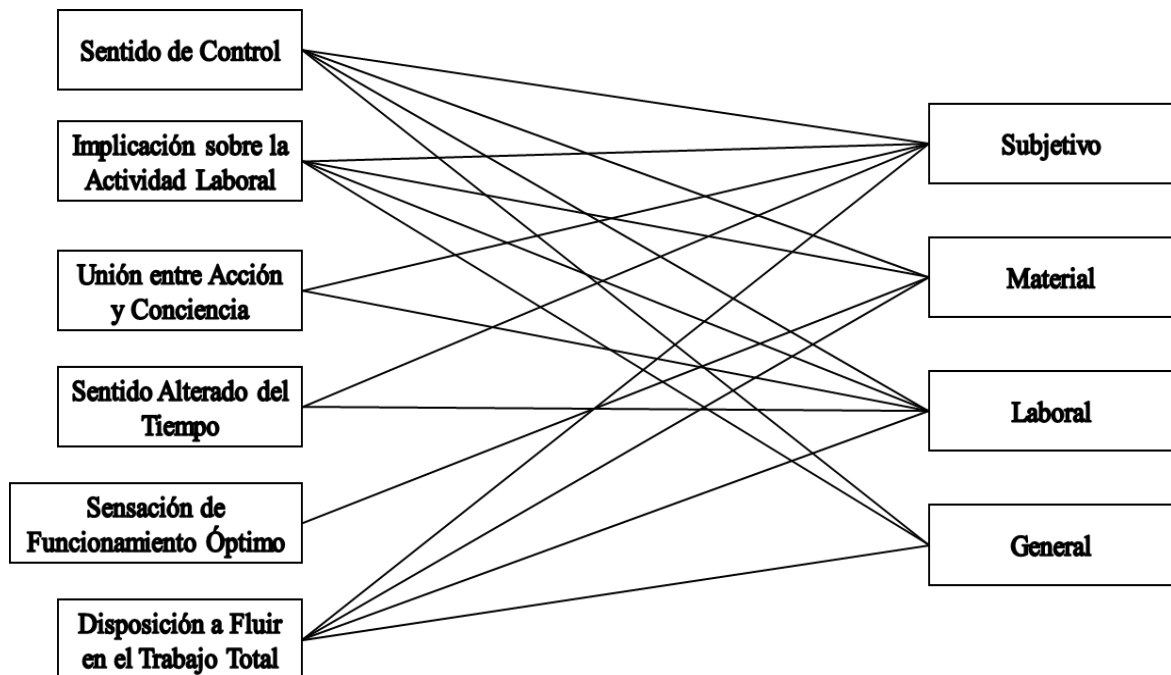 Sentido de Control
Implicación sobre la
Actividad Laboral
Unión entre Acción
y Conciencia
Sentido Alterado del
Tiempo
Sensación de
Funcionamiento Óptimo
Disposición a Fluir
en el Trabajo Total
Subjetivo
Material
Laboral
General